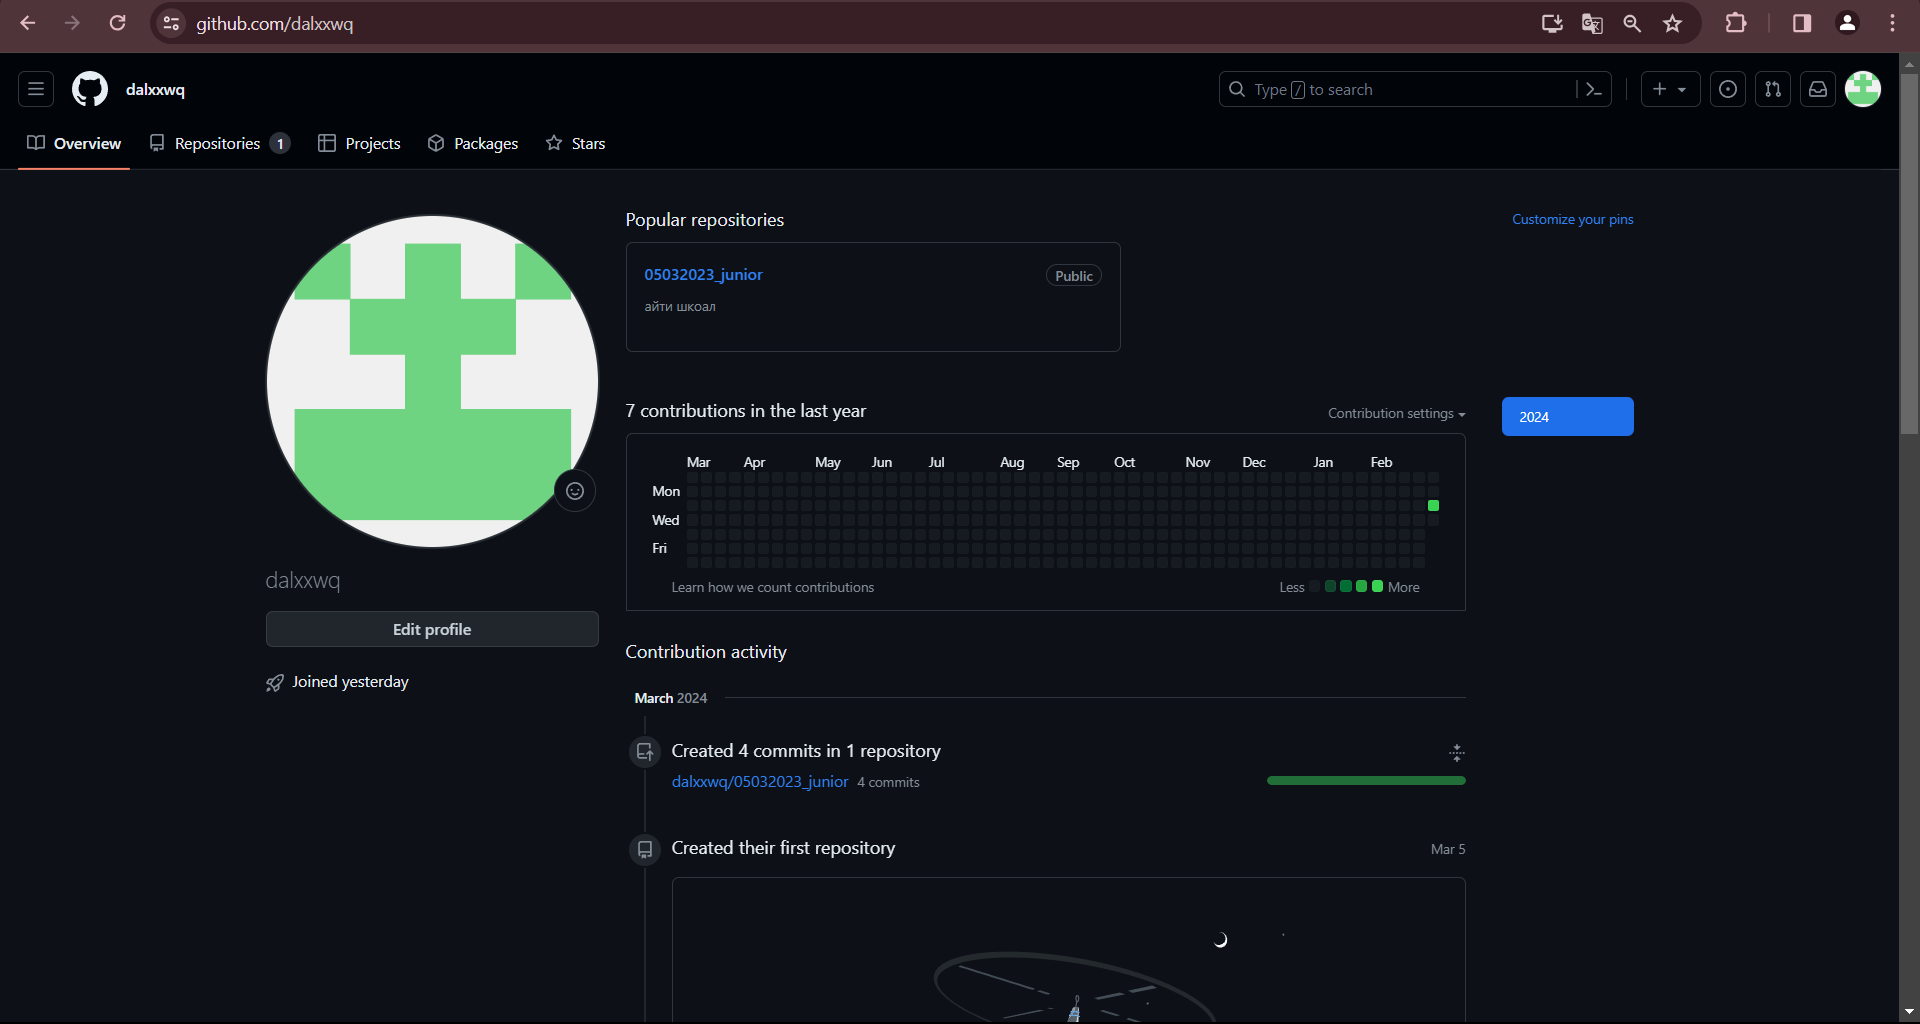 github.com/dalxxwq
dalxxwq
Type / to search
Overview
Repositories 1
Projects
Packages
Stars
Popular repositories
Customize your pins
05032023_junior
Public
айти шкоал
7 contributions in the last year
Contribution settings
2024
Mar Apr May Jun Jul Aug Sep Oct Nov Dec Jan Feb
Mon
Wed
Fri
Learn how we count contributions
Less More
dalxxwq
Edit profile
Joined yesterday
Contribution activity
March 2024
Created 4 commits in 1 repository
dalxxwq/05032023_junior 4 commits
Created their first repository
Mar 5